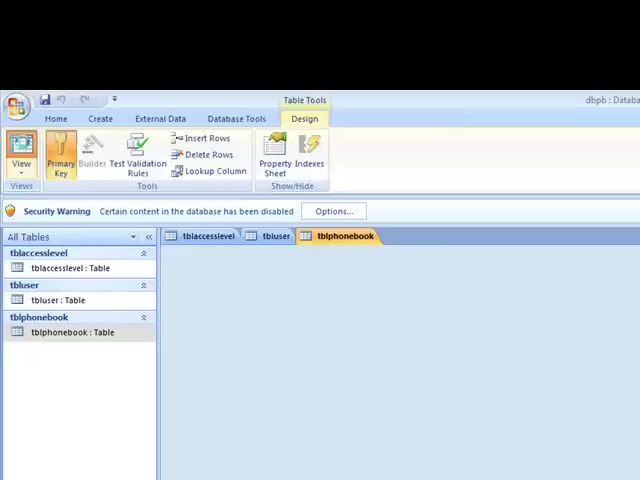 Table Tools
dbpb : Databa
Home Create External Data Database Tools Design
View Primary Key Builder Test Validation Rules Insert Rows Delete Rows Lookup Column Property Sheet Indexes
Views Tools Show/Hide
Security Warning Certain content in the database has been disabled Options...
All Tables
tblaccesslevel tbluser tblphonebook
tblaccesslevel
tblaccesslevel : Table
tbluser
tbluser : Table
tblphonebook
tblphonebook : Table